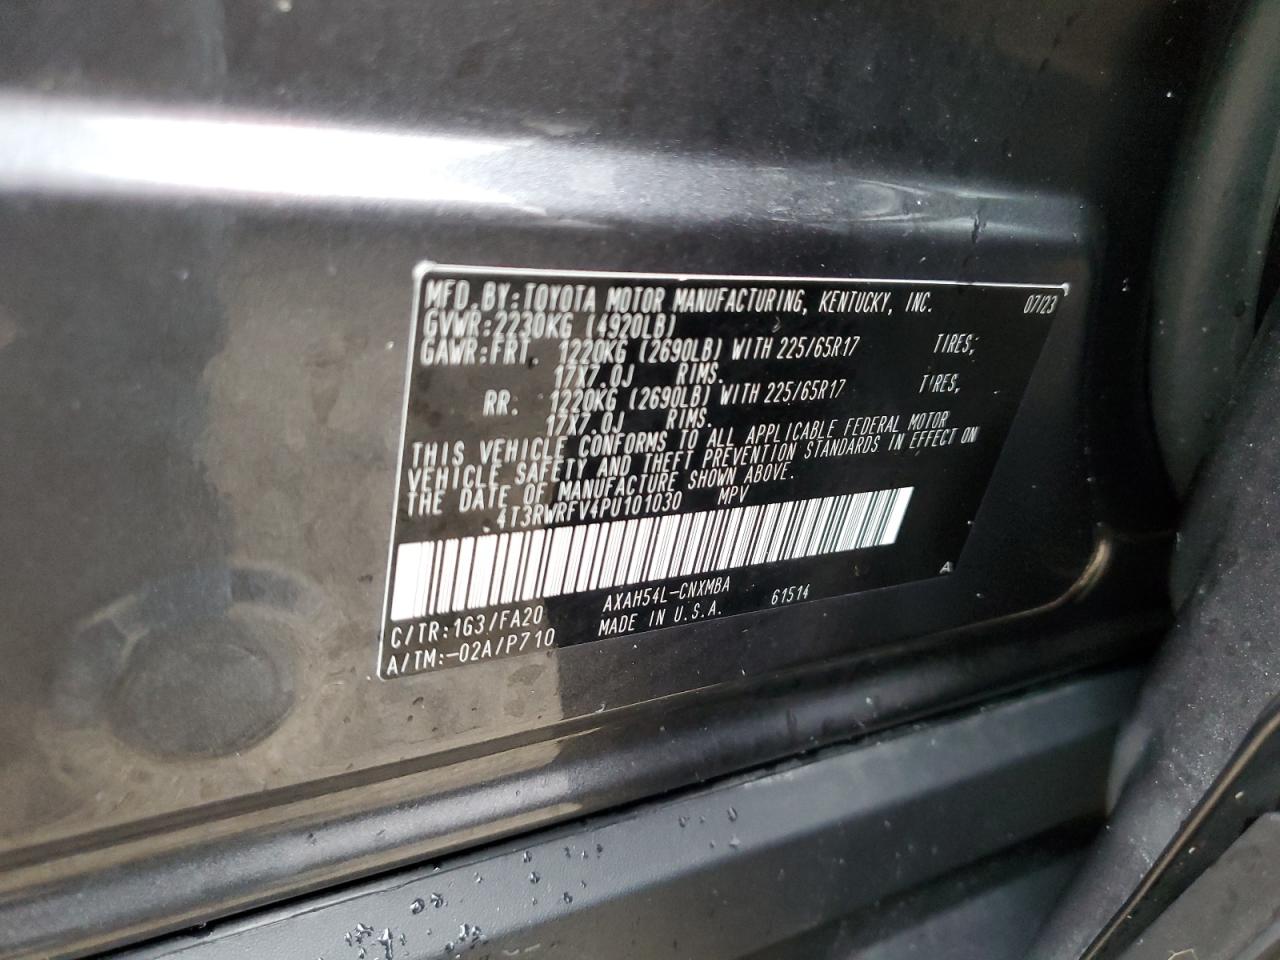 MFD.BY:TOYOTA MOTOR MANUFACTURING, KENTUCKY, INC. 07/23
GVWR:2230KG (4920LB)
GAWR:FRT. 1220KG (2690LB) WITH 225/65R17 TIRES,
17X7.0J RIMS.
RR. 1220KG (2690LB) WITH 225/65R17 TIRES,
17X7.0J RIMS.
THIS VEHICLE CONFORMS TO ALL APPLICABLE FEDERAL MOTOR
VEHICLE SAFETY AND THEFT PREVENTION STANDARDS IN EFFECT ON
THE DATE OF MANUFACTURE SHOWN ABOVE.
4T3RWRFV4PU101030 MPV
A
C/TR:1G3/FA20 AXAH54L-CNXMBA 61514
A/TM:-02A/P710 MADE IN U.S.A.